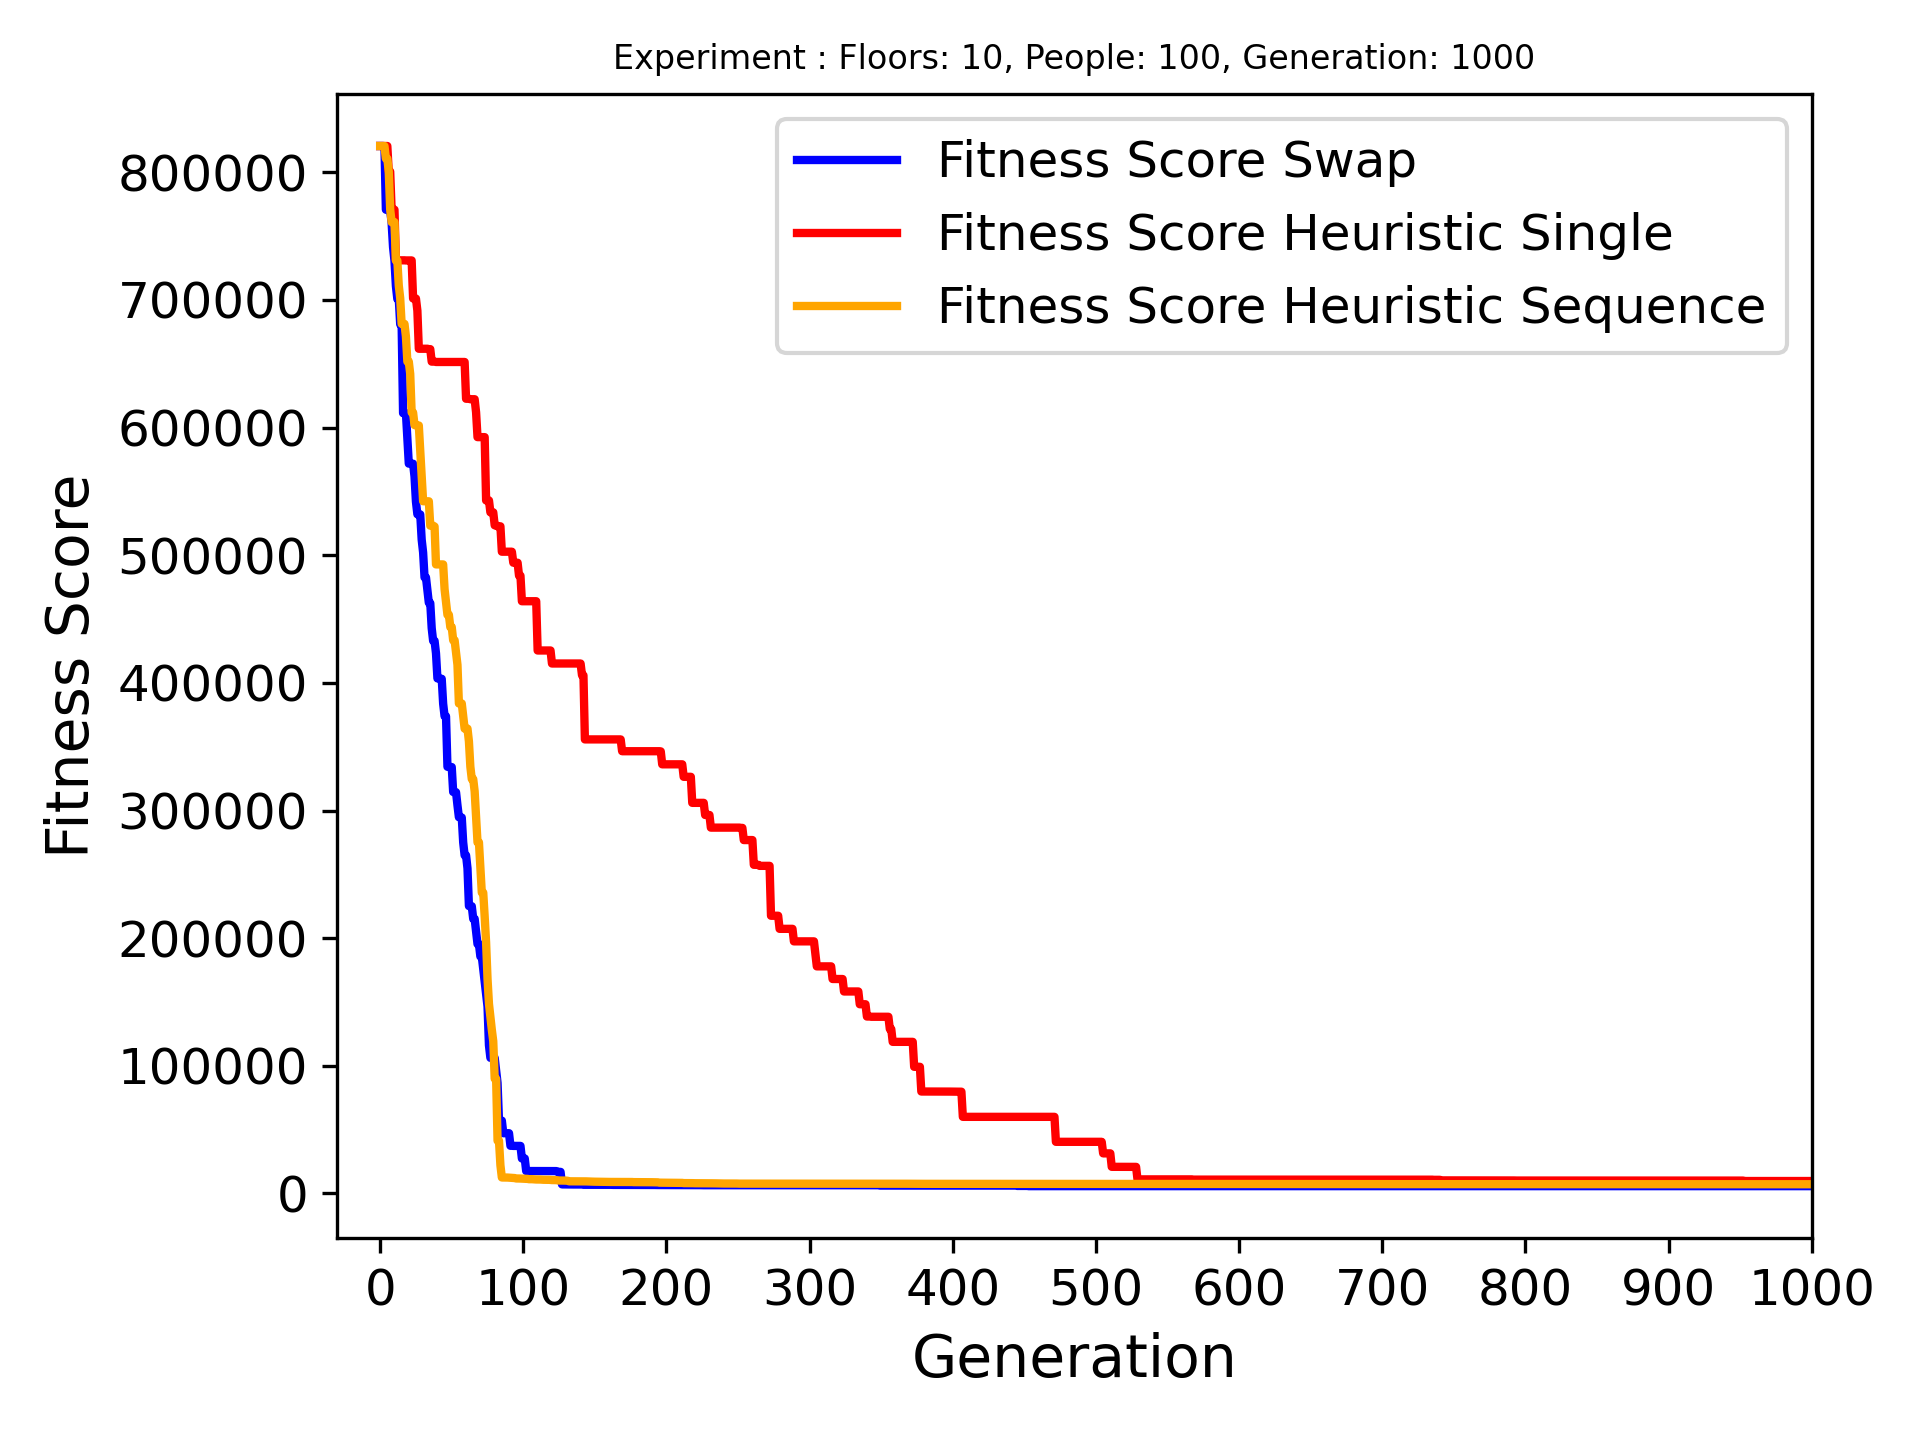 Experiment : Floors: 10, People: 100, Generation: 1000
Fitness Score Swap
Fitness Score Heuristic Single
Fitness Score Heuristic Sequence
Fitness Score
800000
700000
600000
500000
400000
300000
200000
100000
0
0 100 200 300 400 500 600 700 800 900 1000
Generation